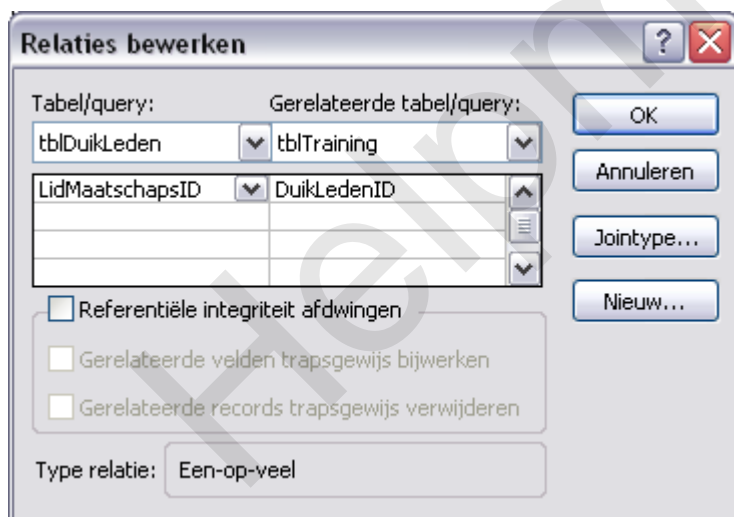 Relaties bewerken
Tabel/query:
Gerelateerde tabel/query:
tblDuikLeden
tblTraining
LidMaatschapsID
DuikLedenID
Referentiële integriteit afdwingen
Gerelateerde velden trapsgewijs bijwerken
Gerelateerde records trapsgewijs verwijderen
Type relatie:
Een-op-veel
OK
Annuleren
Jointype...
Nieuw...
Helpm